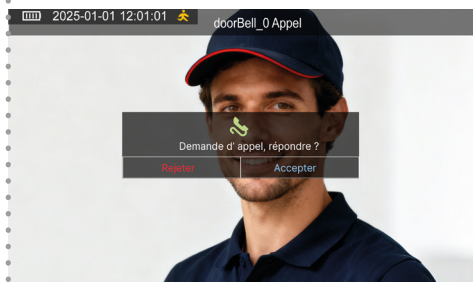 2025-01-01 12:01:01
doorBell_0 Appel
Demande d' appel, répondre ?
Rejeter
Accepter